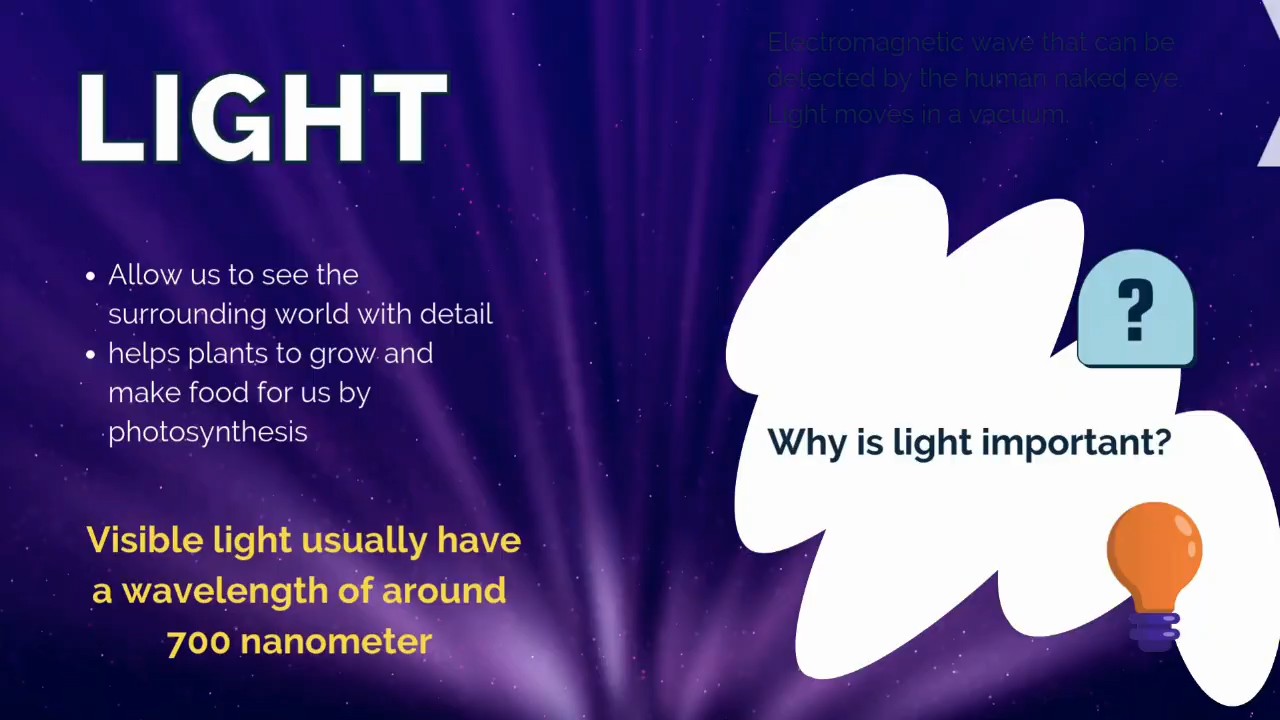 LIGHT
Electromagnetic wave that can be
detected by the human naked eye.
Light moves in a vacuum.
• Allow us to see the
surrounding world with detail
• helps plants to grow and
make food for us by
photosynthesis
Visible light usually have
a wavelength of around
700 nanometer
?
Why is light important?